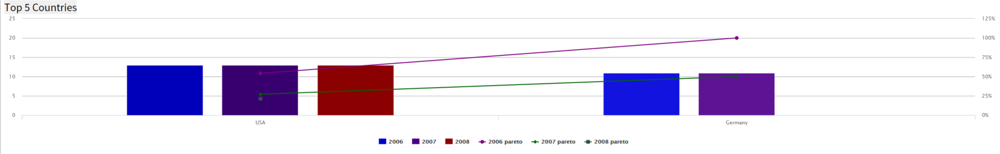 Top 5 Countries
25 125%
20 100%
15 75%
10 50%
5 25%
0 0%
USA Germany
2006 2007 2008 2006 pareto 2007 pareto 2008 pareto